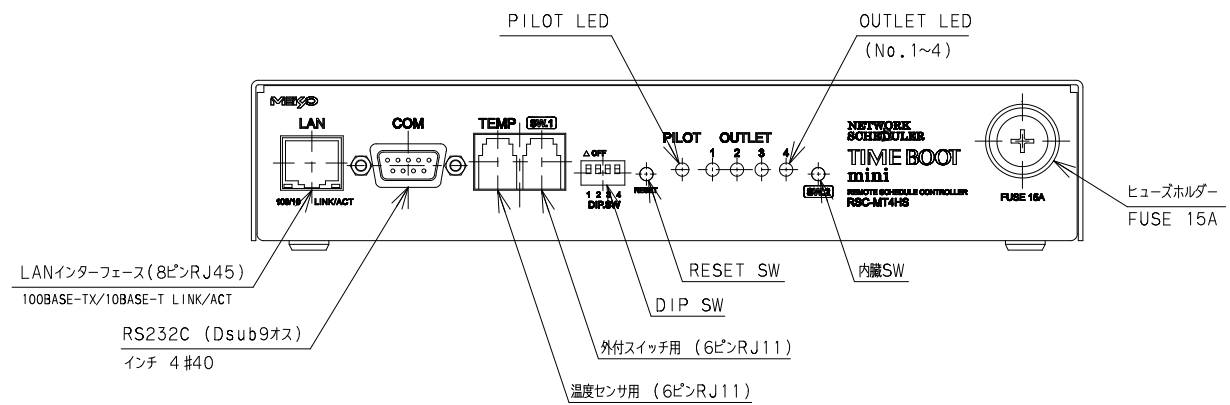 PILOT LED
OUTLET LED
(No.1~4)
MEIKYO
LAN
COM
TEMP
SW.1
PILOT
OUTLET
1 2 3 4
NETWORK
SCHEDULER
TIME BOOT
mini
REMOTE SCHEDULE CONTROLLER
RSC-MT4HS
△ OFF
1 2 3 4
DIP.SW
RESET
SW.2
FUSE 15A
100/10 LINK/ACT
ヒューズホルダー
FUSE 15A
LANインターフェース(8ピンRJ45)
100BASE-TX/10BASE-T LINK/ACT
RESET SW
内臓SW
DIP SW
RS232C (Dsub9オス)
インチ 4#40
外付スイッチ用 (6ピンRJ11)
温度センサ用 (6ピンRJ11)